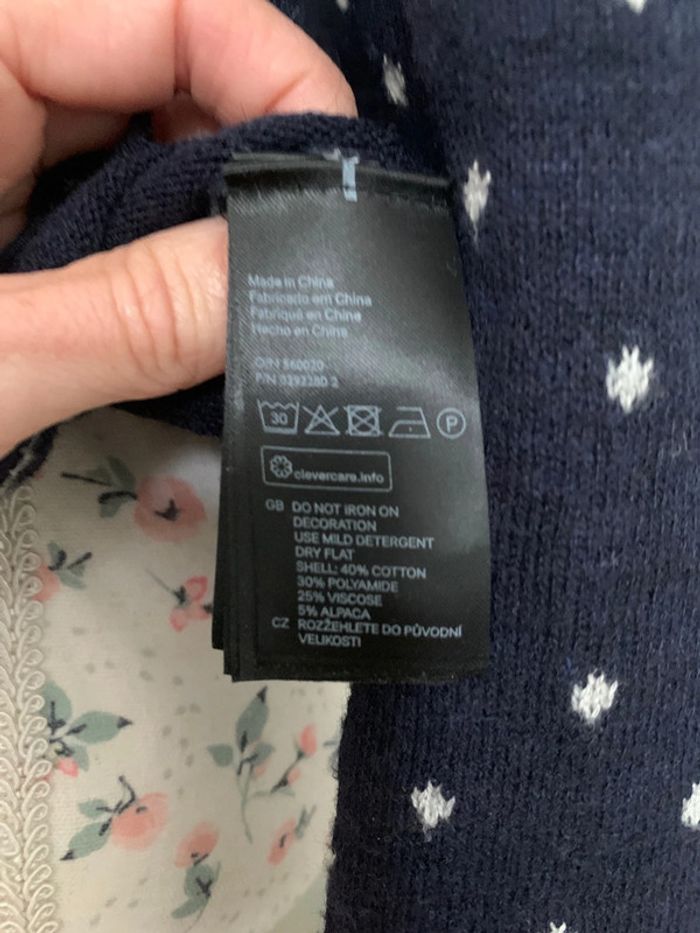 Made in China
Fabricado em China
Fabriqué en China
Hecho en China
O/N 560020
P/N 8292280 2
30
P
clevercare.info
GB DO NOT IRON ON
DECORATION
USE MILD DETERGENT
DRY FLAT
SHELL: 40% COTTON
30% POLYAMIDE
25% VISCOSE
5% ALPACA
CZ ROZŽEHLETE DO PŮVODNÍ
VELIKOSTI